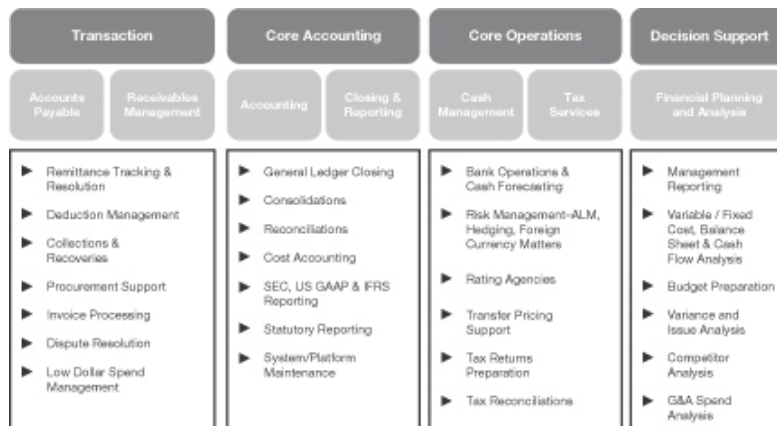 Transaction
Core Accounting
Core Operations
Decision Support
Accounts
Payable
Receivables
Management
Accounting
Closing &
Reporting
Cash
Management
Tax
Services
Financial Planning
and Analysis
Remittance Tracking &
Resolution
Deduction Management
Collections &
Recoveries
Procurement Support
Invoice Processing
Dispute Resolution
Low Dollar Spend
Management
General Ledger Closing
Consolidations
Reconciliations
Cost Accounting
SEC, US GAAP & IFRS
Reporting
Statutory Reporting
System/Platform
Maintenance
Bank Operations &
Cash Forecasting
Risk Management-ALM,
Hedging, Foreign
Currency Matters
Rating Agencies
Transfer Pricing
Support
Tax Returns
Preparation
Tax Reconciliations
Management
Reporting
Variable / Fixed
Cost, Balance
Sheet & Cash
Flow Analysis
Budget Preparation
Variance and
Issue Analysis
Competitor
Analysis
G&A Spend
Analysis